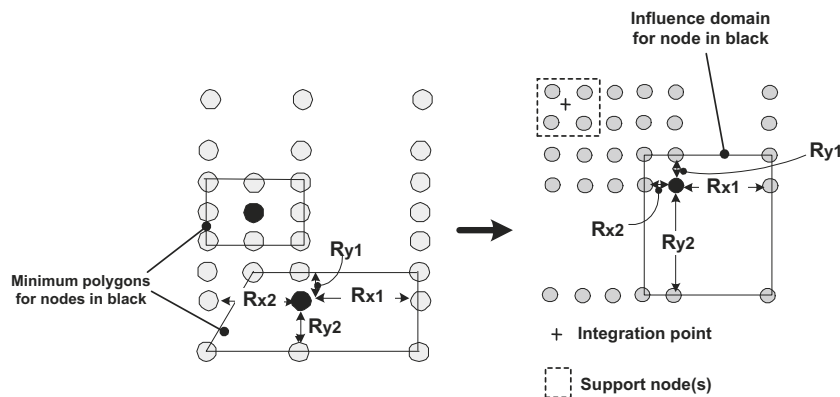 Influence domain
for node in black
Ry1
Rx1
Rx2
Ry2
Minimum polygons
for nodes in black
Ry1
Rx2
Rx1
Ry2
+ Integration point
Support node(s)